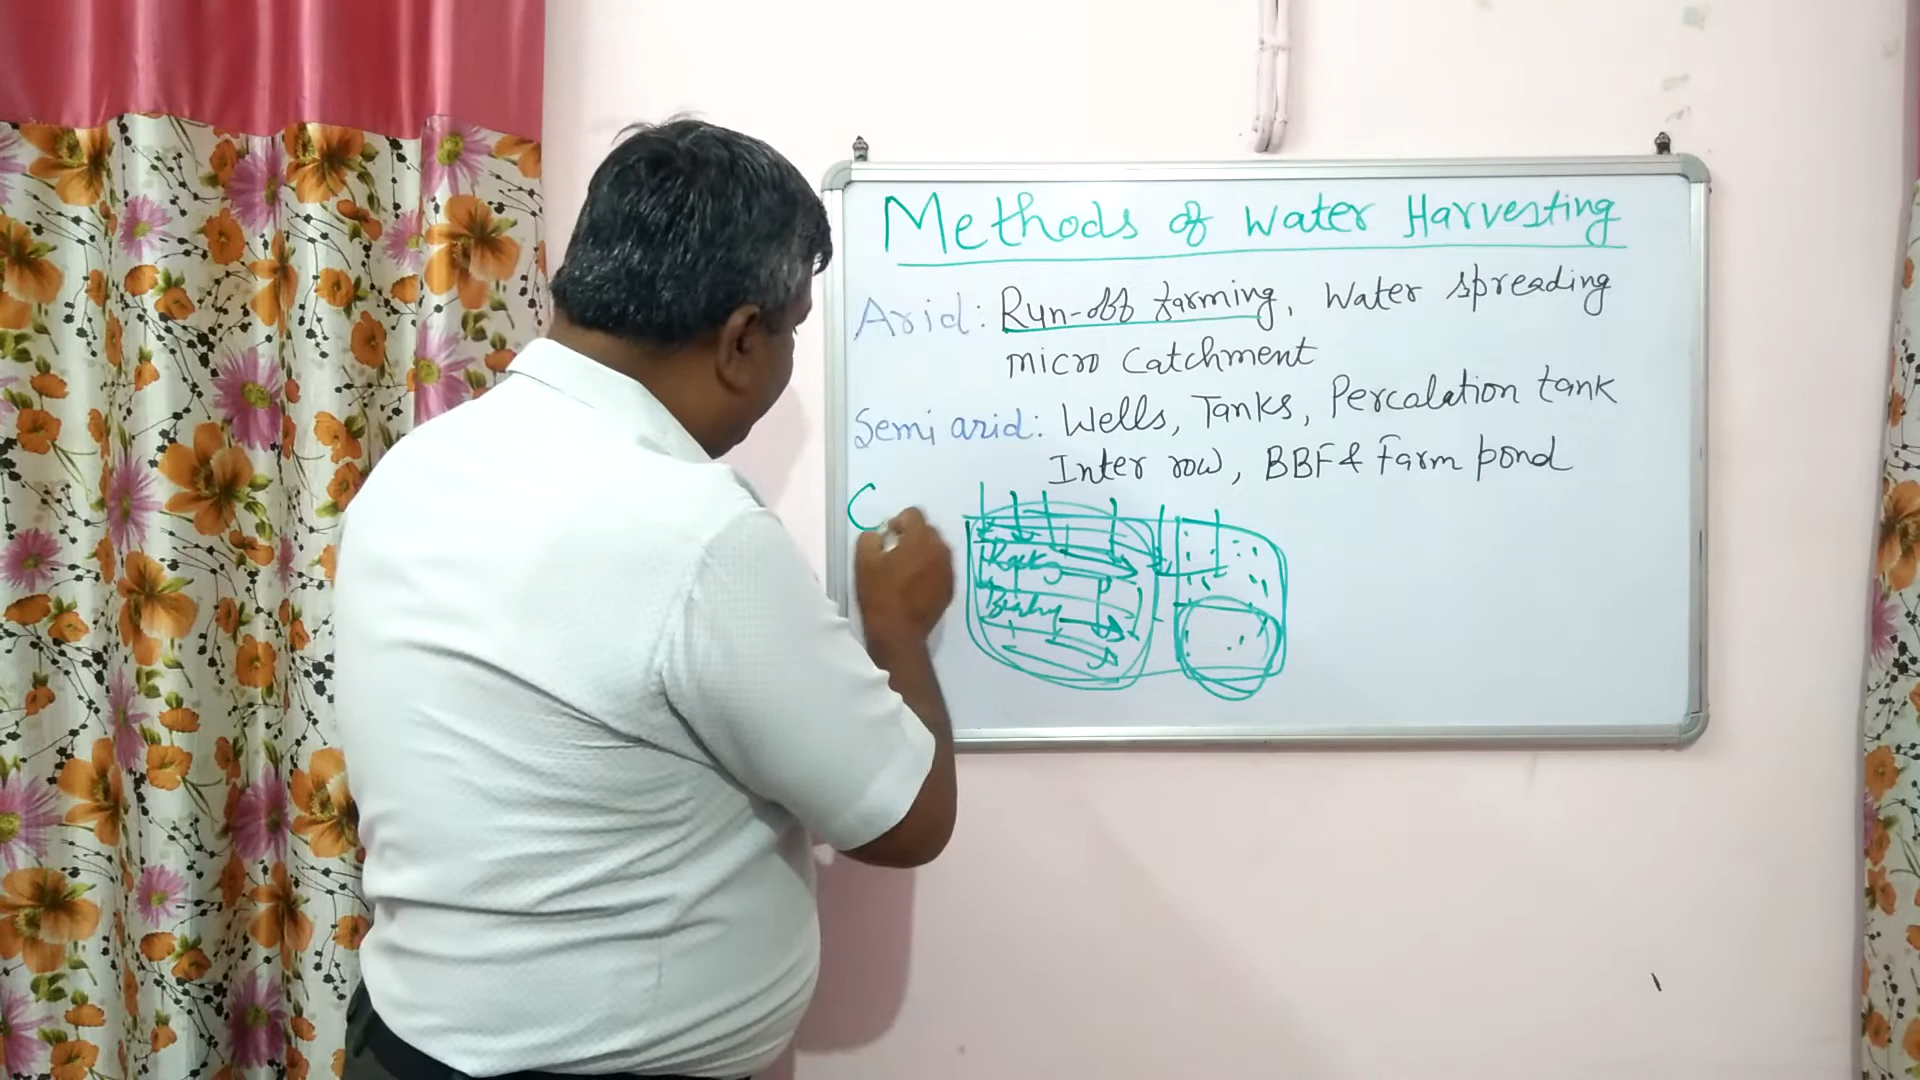 Methods of Water Harvesting
Arid: Run-off farming, Water spreading
micro Catchment
Semi arid: Wells, Tanks, Percalation tank
Inter row, BBF & Farm pond
C